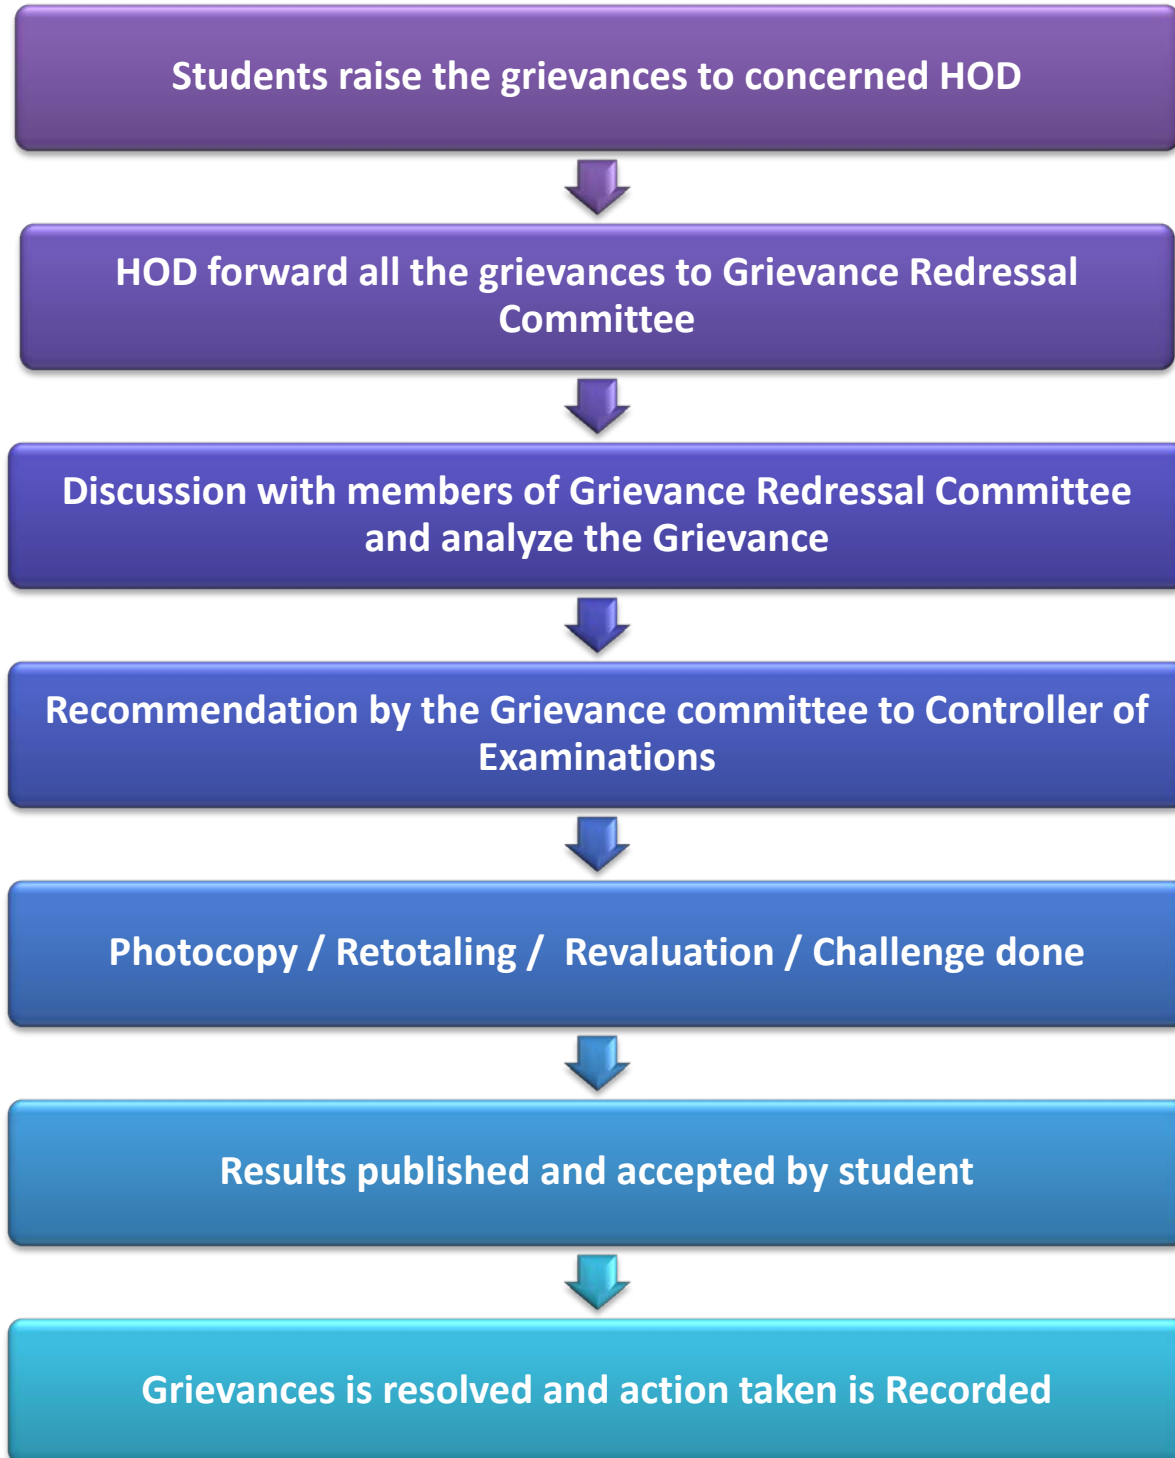 Students raise the grievances to concerned HOD
HOD forward all the grievances to Grievance Redressal
Committee
Discussion with members of Grievance Redressal Committee
and analyze the Grievance
Recommendation by the Grievance committee to Controller of
Examinations
Photocopy / Retotaling /  Revaluation / Challenge done
Results published and accepted by student
Grievances is resolved and action taken is Recorded